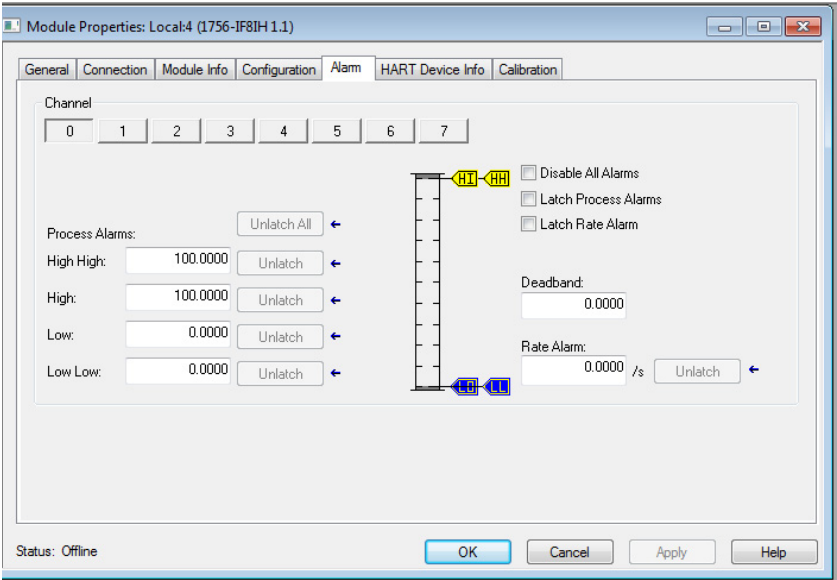 Module Properties: Local:4 (1756-IF8IH 1.1)
General Connection Module Info Configuration Alarm HART Device Info Calibration
Channel
0 1 2 3 4 5 6 7
HI HH
Disable All Alarms
Latch Process Alarms
Latch Rate Alarm
Process Alarms:
Unlatch All
High High: 100.0000 Unlatch
High: 100.0000 Unlatch
Low: 0.0000 Unlatch
Low Low: 0.0000 Unlatch
LO LL
Deadband:
0.0000
Rate Alarm:
0.0000 /s Unlatch
Status: Offline
OK Cancel Apply Help